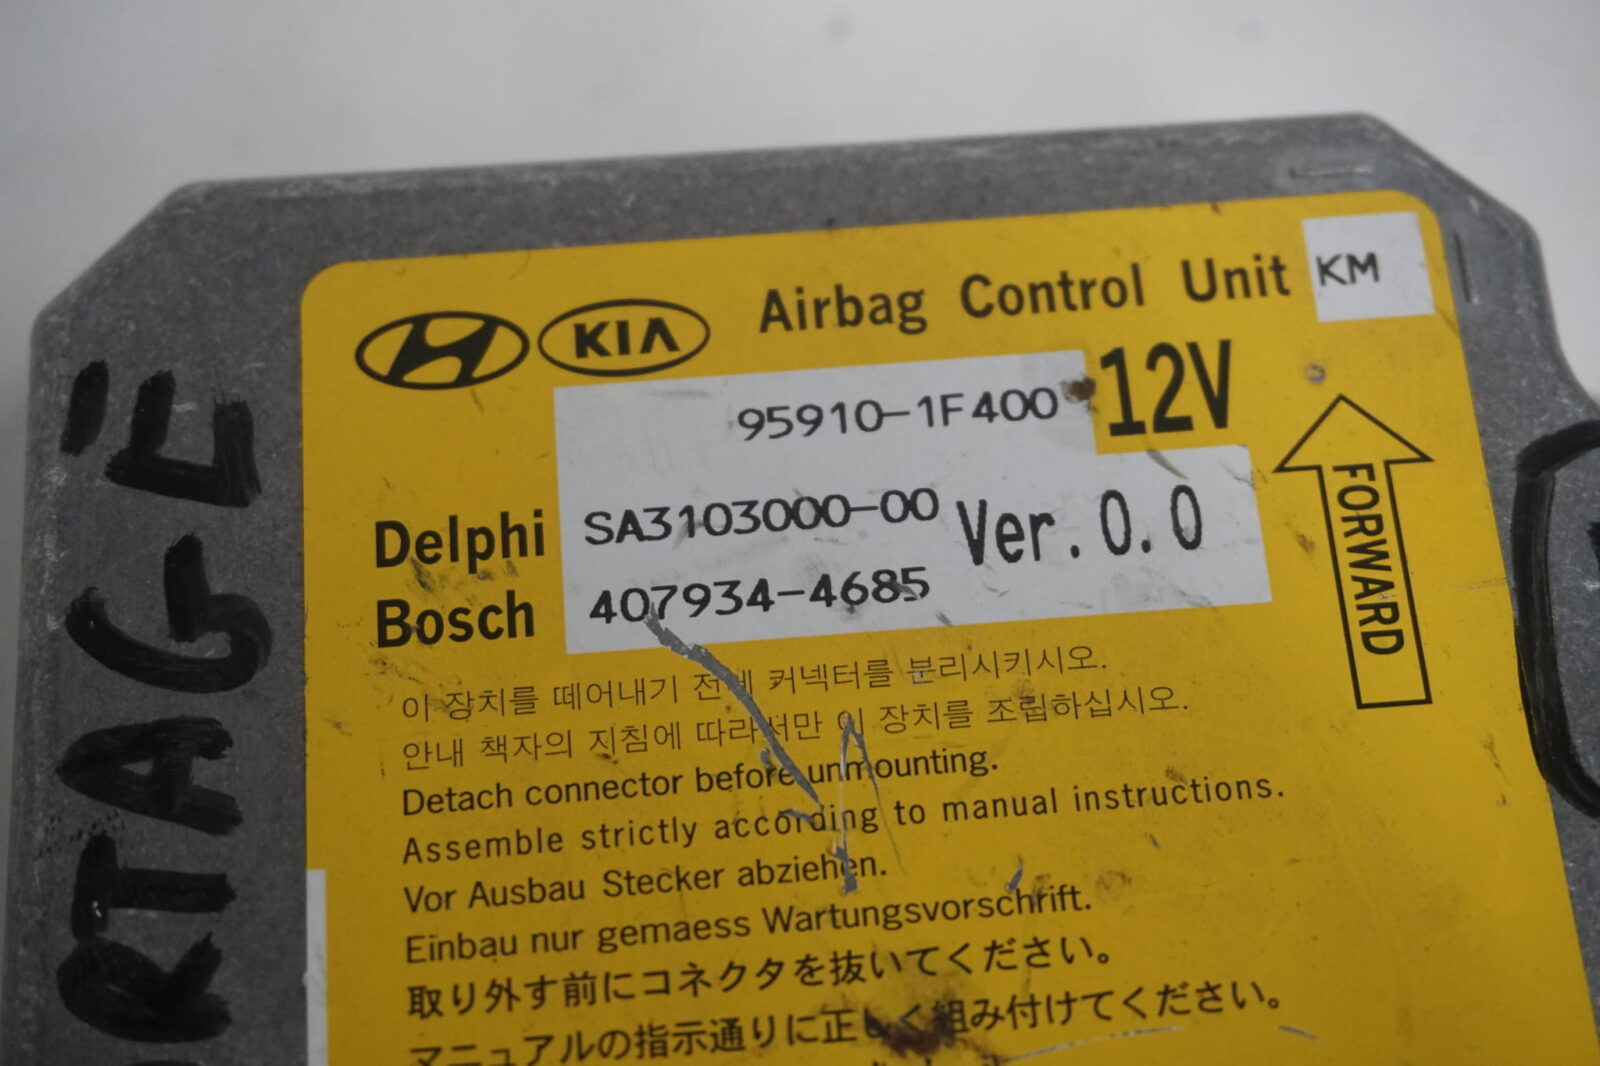 KIA Airbag Control Unit KM
95910-1F400 12V
Delphi SA3103000-00 Ver.0.0
Bosch 407934-4685
FORWARD
이 장치를 떼어내기 전에 커넥터를 분리시키시오.
안내 책자의 지침에 따라서만 이 장치를 조립하십시오.
Detach connector before unmounting.
Assemble strictly according to manual instructions.
Vor Ausbau Stecker abziehen.
Einbau nur gemaess Wartungsvorschrift.
取り外す前にコネクタを抜いてください。
マニュアルの指示通りに正しく組み付けてください。
RTAGE